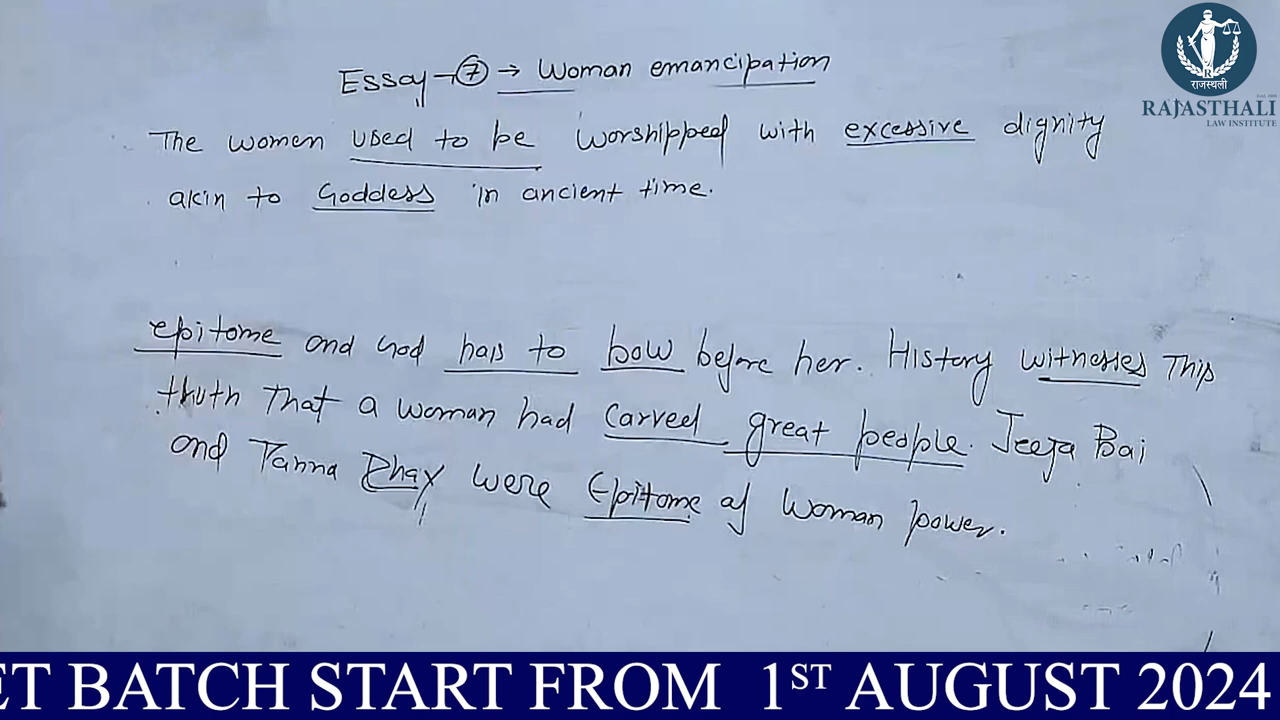 Essay-⑦→ Woman emancipation
The women used to be worshipped with excessive dignity
akin to Goddess in ancient time.
epitome and God has to bow before her. History witnesses This
truth That a woman had carved great people. Jeeja Bai
and Panna Dhay were Epitome of Woman power.
राजस्थली
RAJASTHALI
LAW INSTITUTE
ET BATCH START FROM 1ST AUGUST 2024